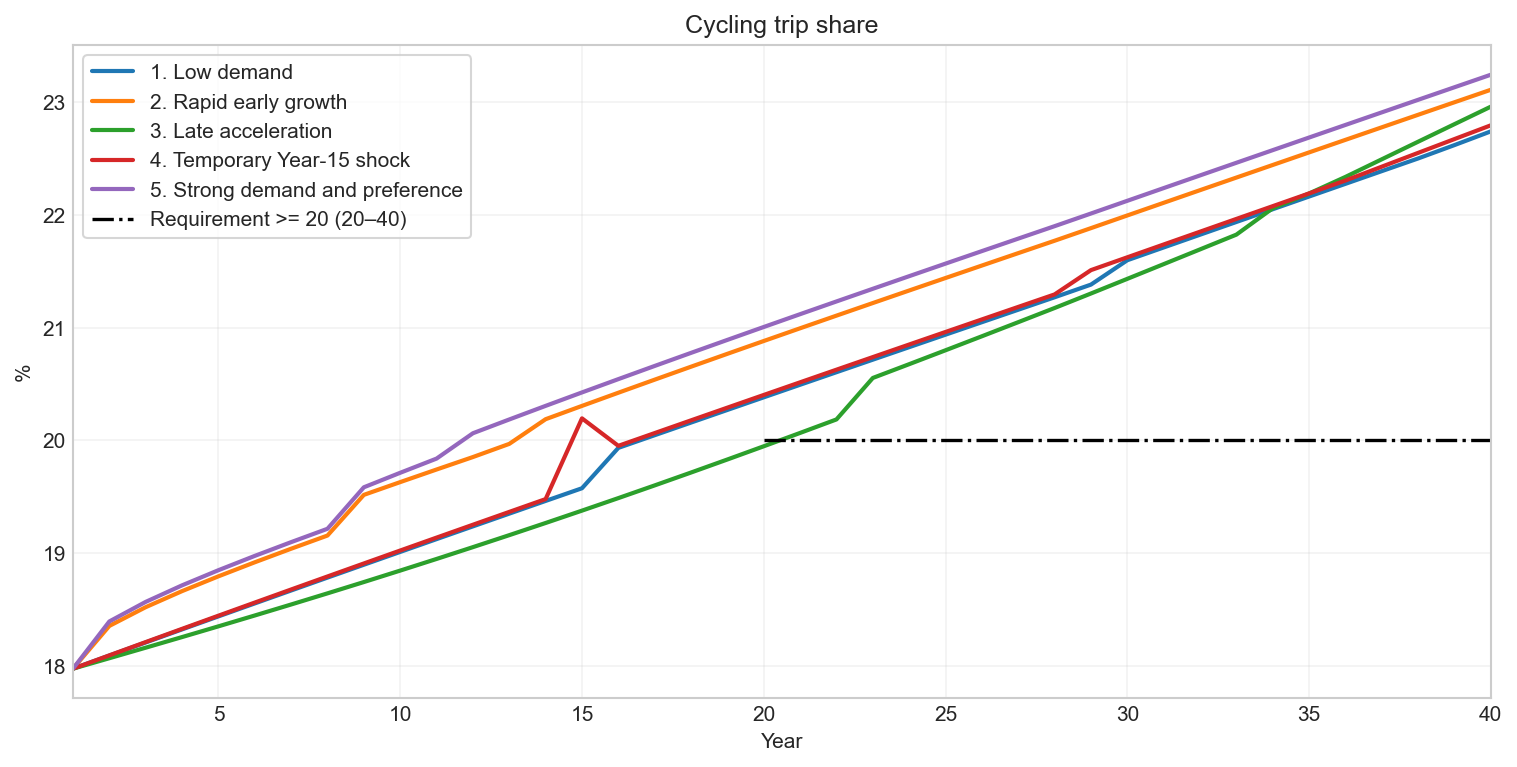 Cycling trip share
1. Low demand
2. Rapid early growth
3. Late acceleration
4. Temporary Year-15 shock
5. Strong demand and preference
Requirement >= 20 (20–40)
23
22
21
20
19
18
%
5 10 15 20 25 30 35 40
Year